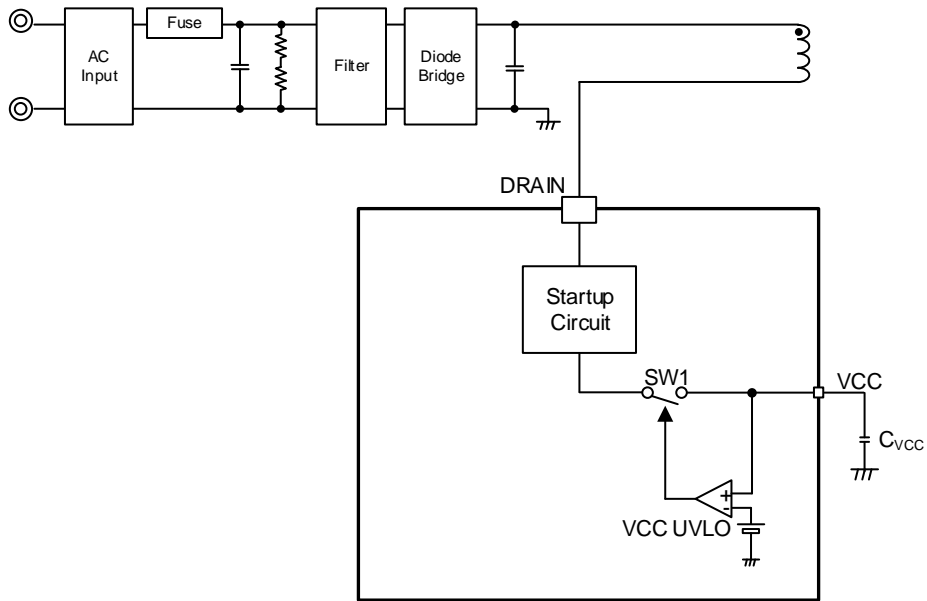 Fuse
AC
Input
Filter
Diode
Bridge
DRAIN
Startup
Circuit
SW1
VCC
CVCC
+
-
VCC UVLO